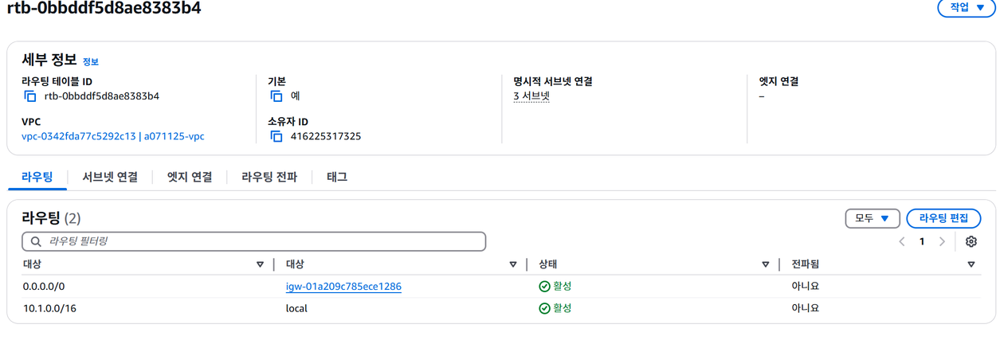 rtb-0bbddf5d8ae8383b4
작업
세부 정보 정보
라우팅 테이블 ID
rtb-0bbddf5d8ae8383b4
기본
예
명시적 서브넷 연결
3 서브넷
엣지 연결
–
VPC
vpc-0342fda77c5292c13 | a071125-vpc
소유자 ID
416225317325
라우팅 서브넷 연결 엣지 연결 라우팅 전파 태그
라우팅 (2)
모두 라우팅 편집
라우팅 필터링
1
대상 대상 상태 전파됨
0.0.0.0/0 igw-01a209c785ece1286 활성 아니요
10.1.0.0/16 local 활성 아니요